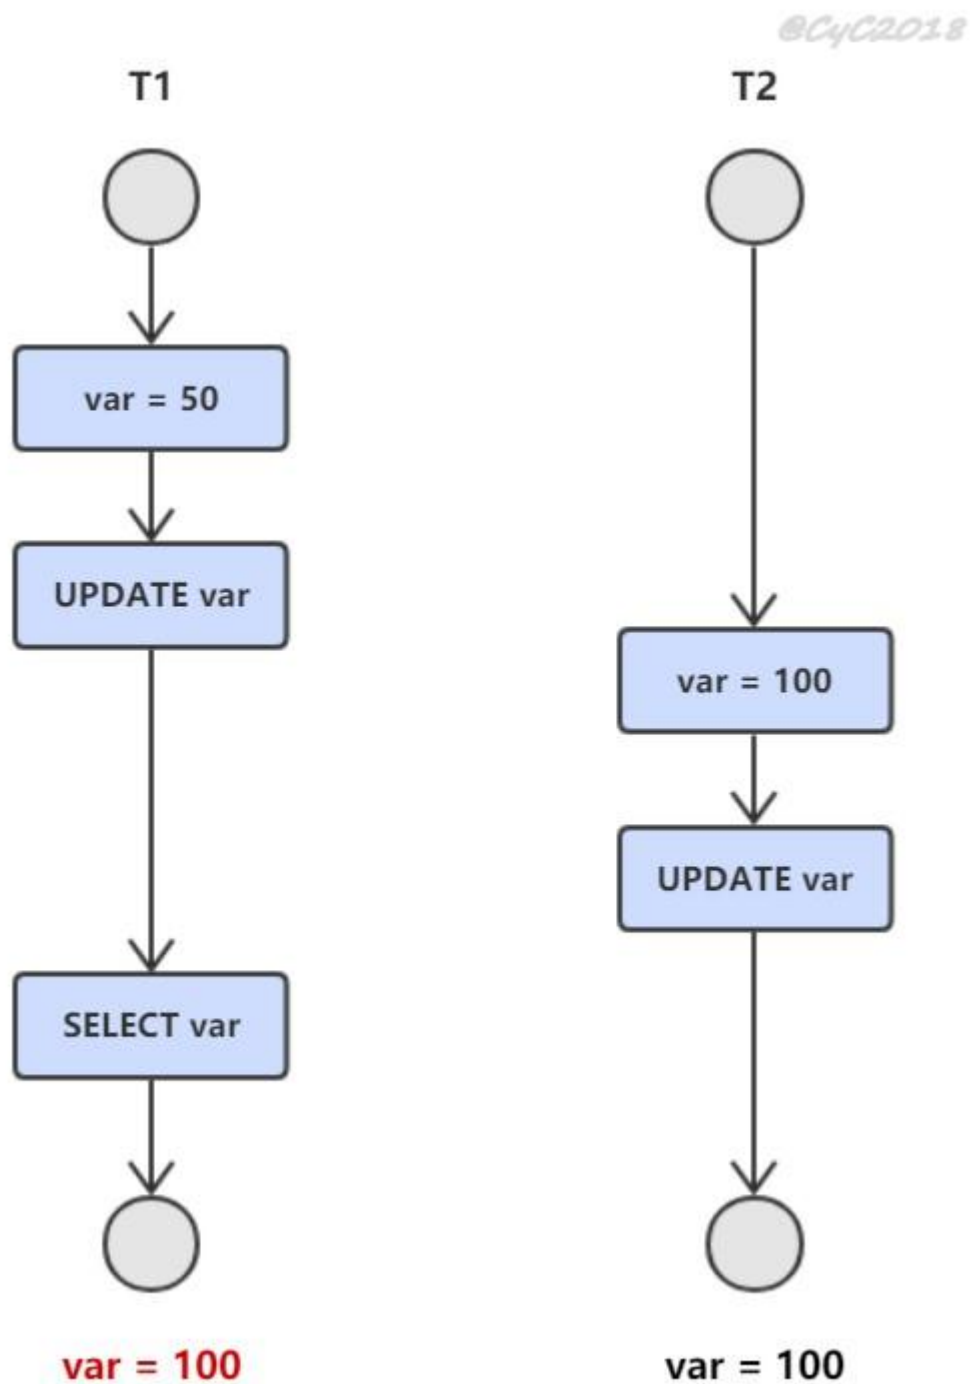 @CyC2018
T1
T2
var = 50
UPDATE var
var = 100
UPDATE var
SELECT var
var = 100
var = 100